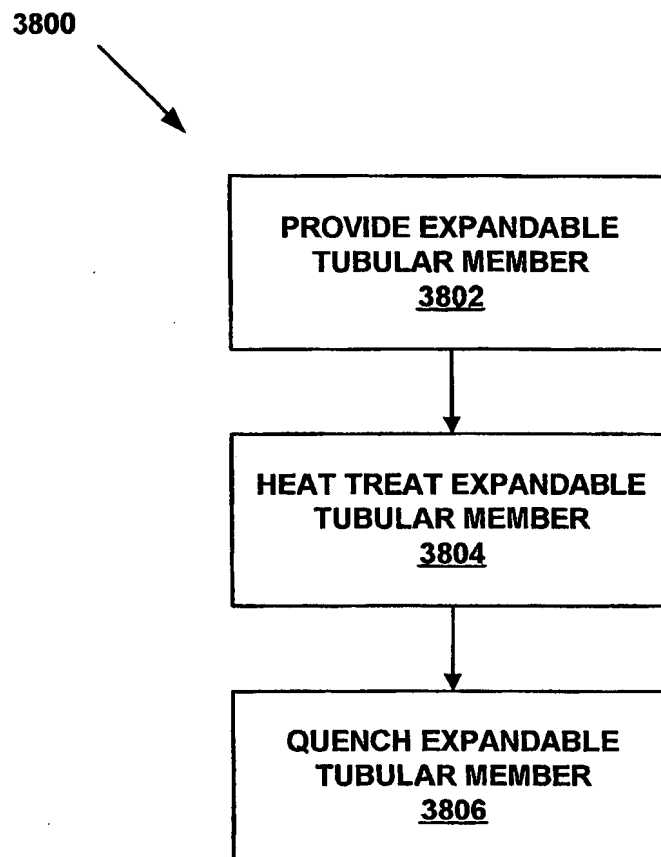 3800
PROVIDE EXPANDABLE
TUBULAR MEMBER
3802
HEAT TREAT EXPANDABLE
TUBULAR MEMBER
3804
QUENCH EXPANDABLE
TUBULAR MEMBER
3806